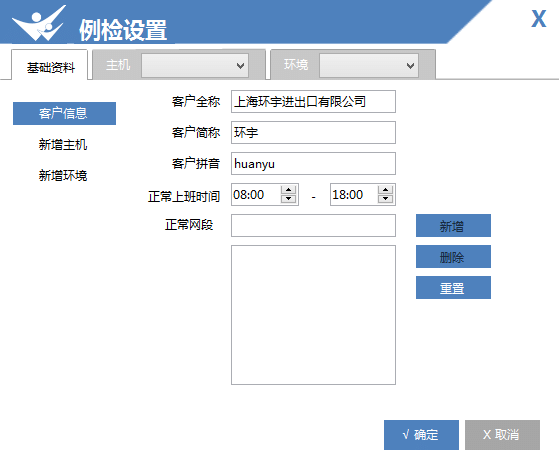 例检设置
X
基础资料
主机
环境
客户信息
新增主机
新增环境
客户全称 上海环宇进出口有限公司
客户简称 环宇
客户拼音 huanyu
正常上班时间 08:00 - 18:00
正常网段
新增
删除
重置
√ 确定
X 取消